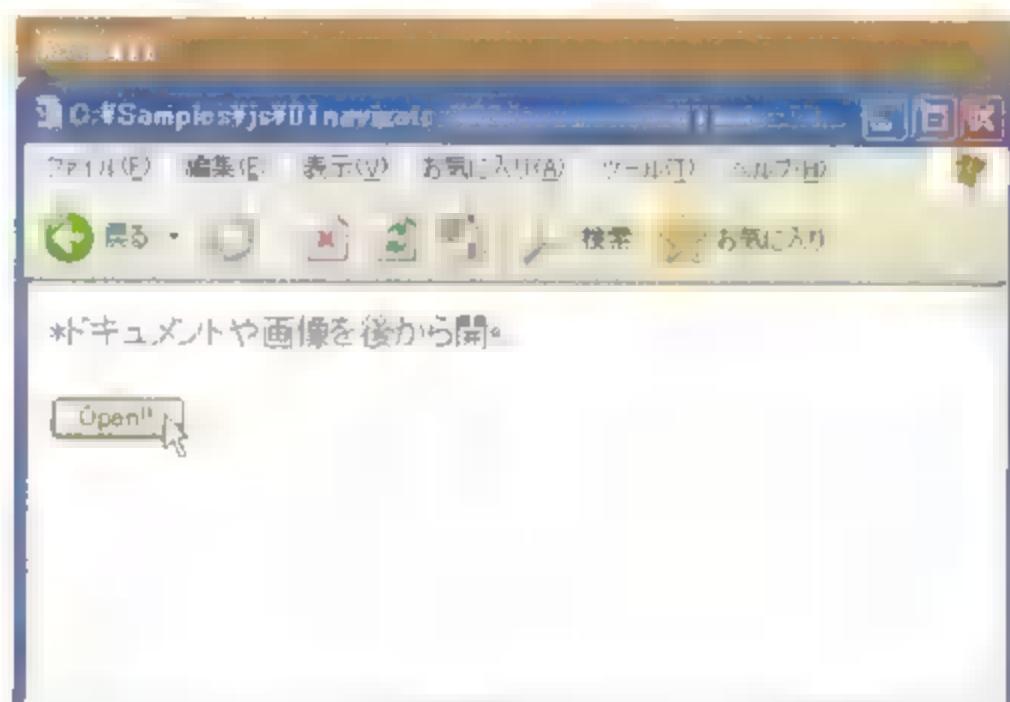 C:¥Samples¥js¥UI
ファイル(F) 編集(E) 表示(V) お気に入り(A) ツール(T) ヘルプ(H)
戻る 検索 お気に入り
*ドキュメントや画像を後から開
Open